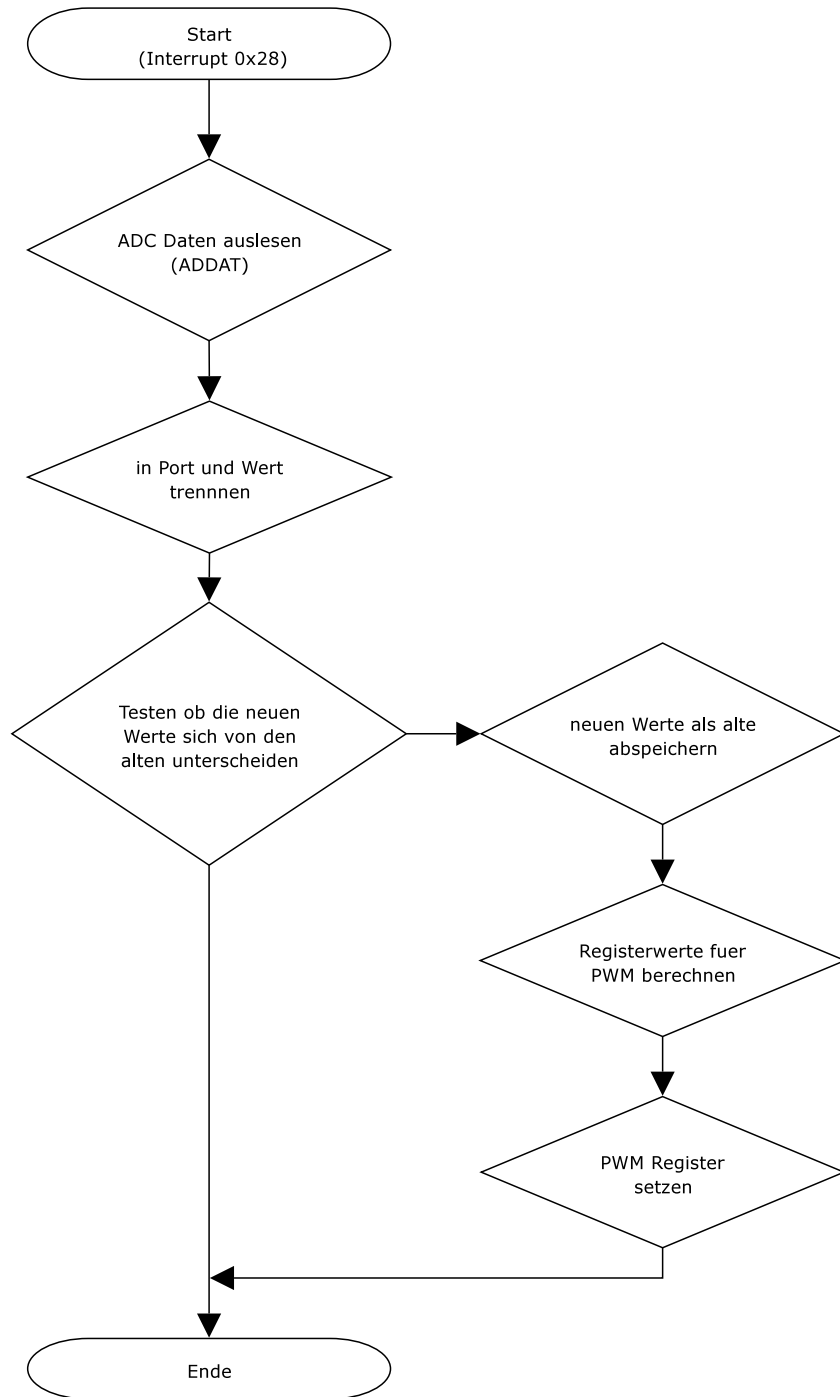 Start
(Interrupt 0x28)
ADC Daten auslesen
(ADDAT)
in Port und Wert
trennnen
Testen ob die neuen
Werte sich von den
alten unterscheiden
neuen Werte als alte
abspeichern
Registerwerte fuer
PWM berechnen
PWM Register
setzen
Ende